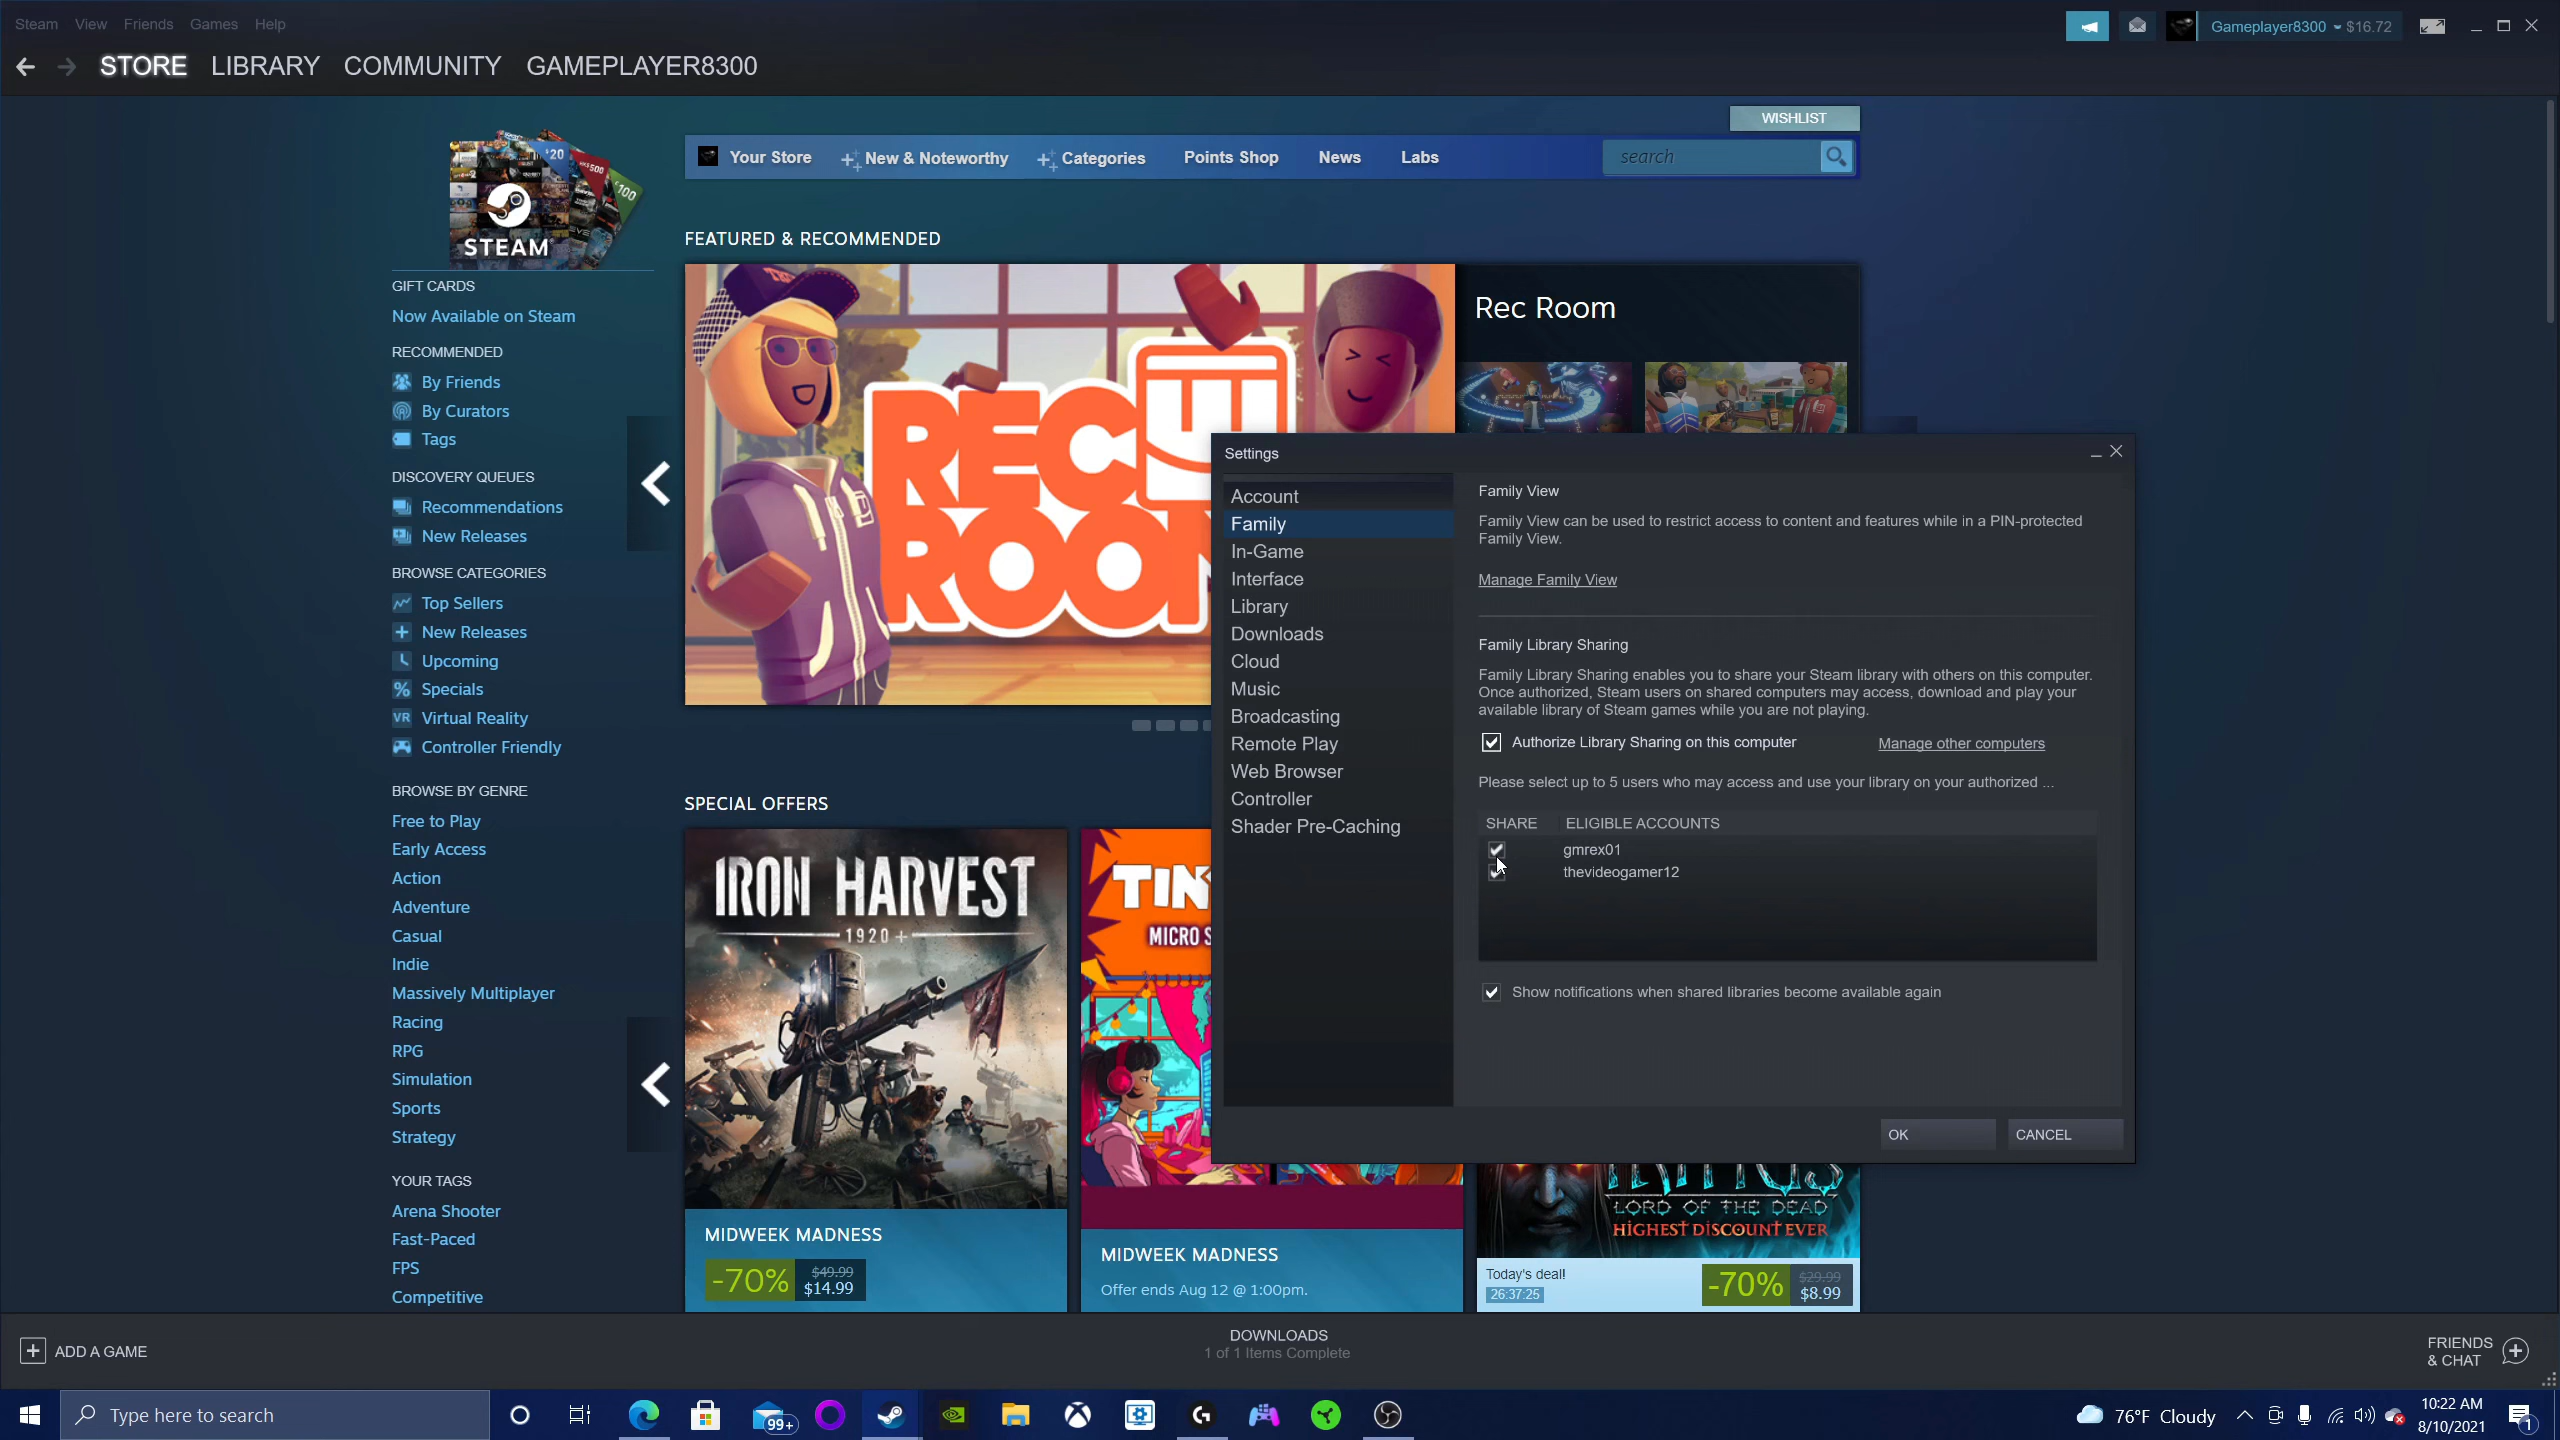 Steam View Friends Games Help
Gameplayer8300 $16.72
STORE LIBRARY COMMUNITY GAMEPLAYER8300
WISHLIST
Your Store New & Noteworthy Categories Points Shop News Labs search
$20 HK$500 $100
STEAM
GIFT CARDS
Now Available on Steam
RECOMMENDED
By Friends
By Curators
Tags
DISCOVERY QUEUES
Recommendations
New Releases
BROWSE CATEGORIES
Top Sellers
New Releases
Upcoming
% Specials
VR Virtual Reality
Controller Friendly
BROWSE BY GENRE
Free to Play
Early Access
Action
Adventure
Casual
Indie
Massively Multiplayer
Racing
RPG
Simulation
Sports
Strategy
YOUR TAGS
Arena Shooter
Fast-Paced
FPS
Competitive
FEATURED & RECOMMENDED
REC
ROOM
Rec Room
SPECIAL OFFERS
IRON HARVEST
1920+
MIDWEEK MADNESS
-70% $49.99
$14.99
MICRO
MIDWEEK MADNESS
Offer ends Aug 12 @ 1:00pm.
LORD OF THE DEAD
HIGHEST DISCOUNT EVER
Today's deal!
26:37:25
-70% $29.99
$8.99
Settings
Account
Family
In-Game
Interface
Library
Downloads
Cloud
Music
Broadcasting
Remote Play
Web Browser
Controller
Shader Pre-Caching
Family View
Family View can be used to restrict access to content and features while in a PIN-protected
Family View.
Manage Family View
Family Library Sharing
Family Library Sharing enables you to share your Steam library with others on this computer.
Once authorized, Steam users on shared computers may access, download and play your
available library of Steam games while you are not playing.
Authorize Library Sharing on this computer Manage other computers
Please select up to 5 users who may access and use your library on your authorized ...
SHARE ELIGIBLE ACCOUNTS
gmrex01
thevideogamer12
Show notifications when shared libraries become available again
OK CANCEL
ADD A GAME
DOWNLOADS
1 of 1 Items Complete
FRIENDS
& CHAT
Type here to search
99+
76°F Cloudy
10:22 AM
8/10/2021
1